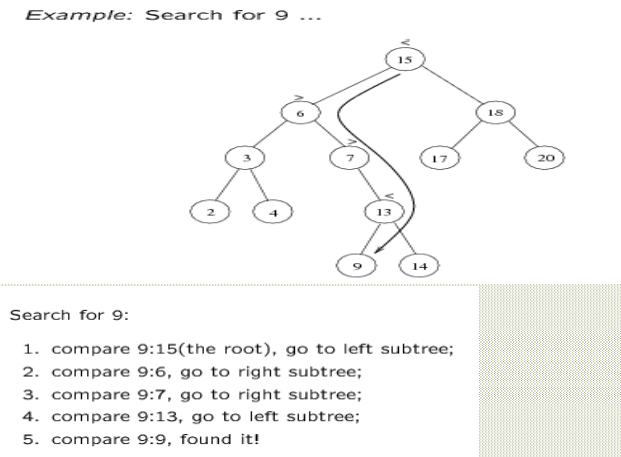 Example: Search for 9 ...
<
15
>
6
18
3
>
7
17
20
2
4
<
13
9
14
Search for 9:
1. compare 9:15(the root), go to left subtree;
2. compare 9:6, go to right subtree;
3. compare 9:7, go to right subtree;
4. compare 9:13, go to left subtree;
5. compare 9:9, found it!